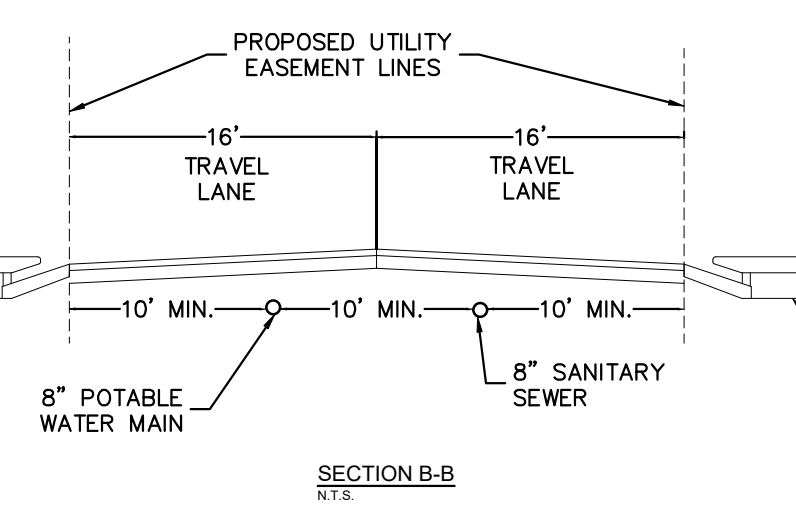 PROPOSED UTILITY
EASEMENT LINES
16'
16'
TRAVEL
LANE
TRAVEL
LANE
10' MIN.
10' MIN.
10' MIN.
8" POTABLE
WATER MAIN
8" SANITARY
SEWER
SECTION B-B
N.T.S.